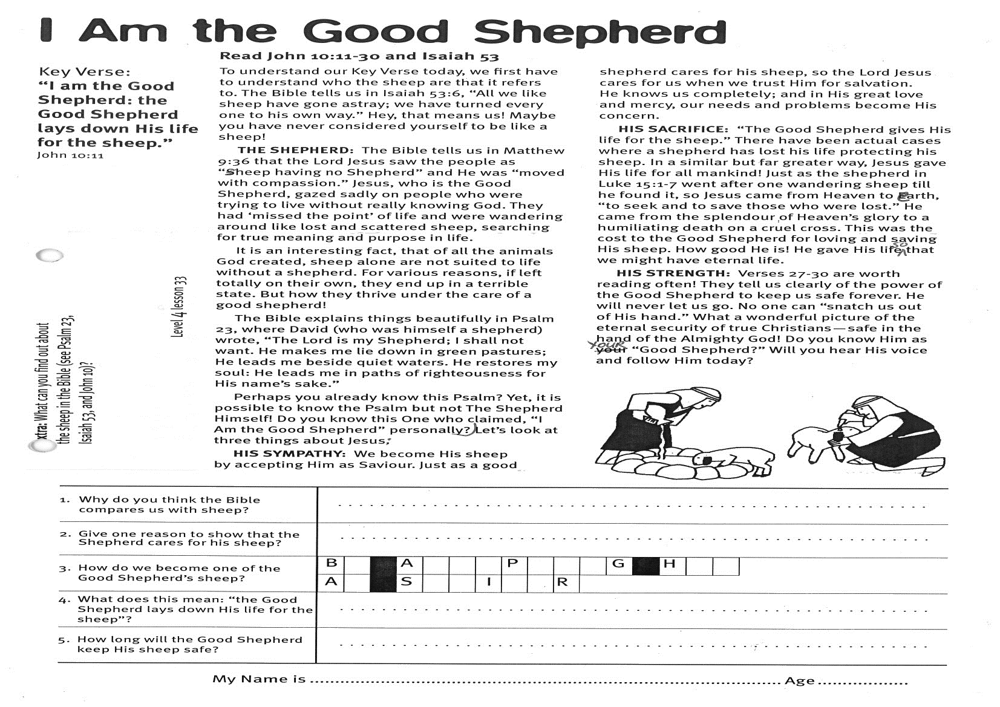 I Am the Good Shepherd
Read John 10:11-30 and Isaiah 53
Key Verse:
“I am the Good
Shepherd: the
Good Shepherd
lays down His life
for the sheep.”
John 10:11
xtra: What can you find out about
the sheep in the Bible (see Psalm 23,
Isaiah 53, and John 10)?
Level 4 lesson 33
To understand our Key Verse today, we first have
to understand who the sheep are that it refers
to. The Bible tells us in Isaiah 53:6, “All we like
sheep have gone astray; we have turned every
one to his own way.” Hey, that means us! Maybe
you have never considered yourself to be like a
sheep!
THE SHEPHERD: The Bible tells us in Matthew
9:36 that the Lord Jesus saw the people as
“Sheep having no Shepherd” and He was “moved
with compassion.” Jesus, who is the Good
Shepherd, gazed sadly on people who were
trying to live without really knowing God. They
had ‘missed the point’ of life and were wandering
around like lost and scattered sheep, searching
for true meaning and purpose in life.
It is an interesting fact, that of all the animals
God created, sheep alone are not suited to life
without a shepherd. For various reasons, if left
totally on their own, they end up in a terrible
state. But how they thrive under the care of a
good shepherd!
The Bible explains things beautifully in Psalm
23, where David (who was himself a shepherd)
wrote, “The Lord is my Shepherd; I shall not
want. He makes me lie down in green pastures;
He leads me beside quiet waters. He restores my
soul: He leads me in paths of righteousness for
His name’s sake.”
Perhaps you already know this Psalm? Yet, it is
possible to know the Psalm but not The Shepherd
Himself! Do you know this One who claimed, “I
Am the Good Shepherd” personally? Let’s look at
three things about Jesus;
HIS SYMPATHY: We become His sheep
by accepting Him as Saviour. Just as a good
shepherd cares for his sheep, so the Lord Jesus
cares for us when we trust Him for salvation.
He knows us completely; and in His great love
and mercy, our needs and problems become His
concern.
HIS SACRIFICE: “The Good Shepherd gives His
life for the sheep.” There have been actual cases
where a shepherd has lost his life protecting his
sheep. In a similar but far greater way, Jesus gave
His life for all mankind! Just as the shepherd in
Luke 15:1-7 went after one wandering sheep till
he found it, so Jesus came from Heaven to earth,
“to seek and to save those who were lost.” He
came from the splendour of Heaven’s glory to a
humiliating death on a cruel cross. This was the
cost to the Good Shepherd for loving and saving
His sheep. How good He is! He gave His life so that
we might have eternal life.
HIS STRENGTH: Verses 27-30 are worth
reading often! They tell us clearly of the power of
the Good Shepherd to keep us safe forever. He
will never let us go. No one can “snatch us out
of His hand.” What a wonderful picture of the
eternal security of true Christians—safe in the
hand of the Almighty God! Do you know Him as
YOUR
your “Good Shepherd?” Will you hear His voice
and follow Him today?
1. Why do you think the Bible
compares us with sheep?
2. Give one reason to show that the
Shepherd cares for his sheep?
3. How do we become one of the
Good Shepherd’s sheep?
B A P G H
A S I R
4. What does this mean: “the Good
Shepherd lays down His life for the
sheep”?
5. How long will the Good Shepherd
keep His sheep safe?
My Name is ........................ Age ..................